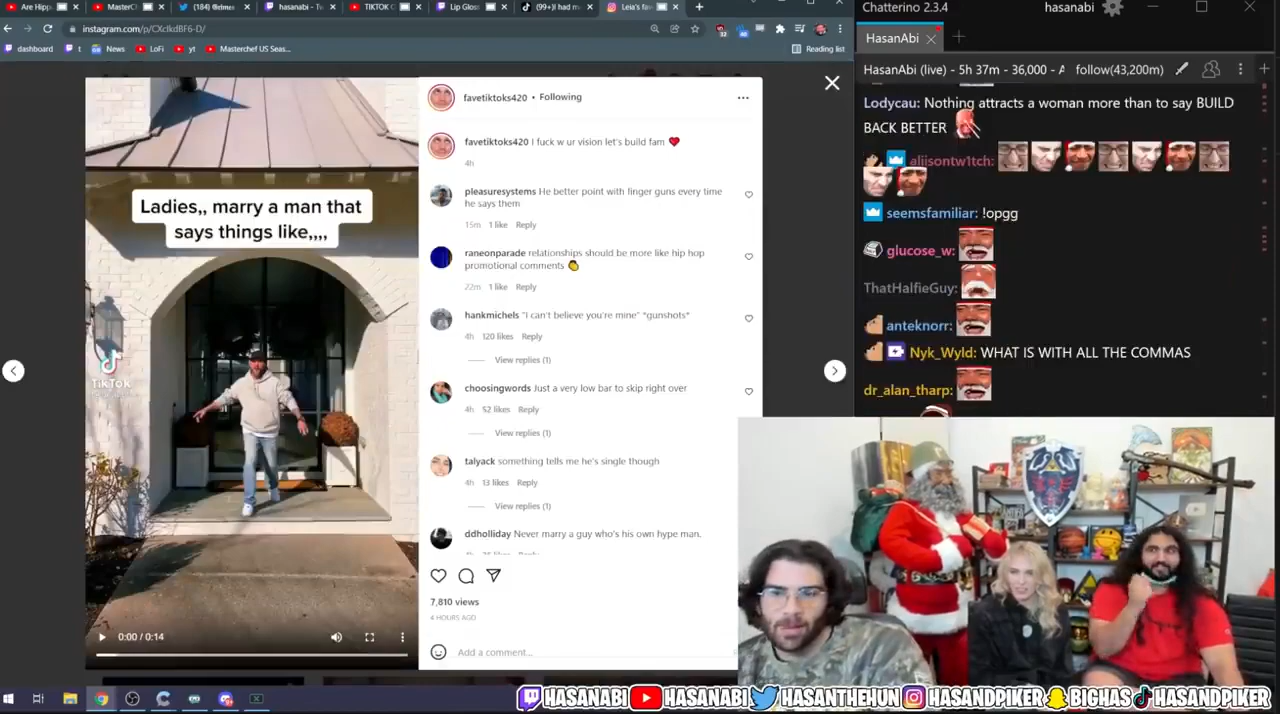 Are Hipp
MasterC
(184)
hasanabi - Tw
TIKTOK
Lip Gloss
(99+)I had m
Leia's fav
instagram.com/p/CXclkdBF6-D/
dashboard
t
News
LoFi
yt
Masterchef US Seas...
Reading list
Ladies,, marry a man that
says things like,,,,
TikTok
0:00 / 0:14
favetiktoks420 • Following
favetiktoks420 I fuck w ur vision let's build fam
4h
pleasuresystems He better point with finger guns every time
he says them
15m 1 like Reply
raneonparade relationships should be more like hip hop
promotional comments
22m 1 like Reply
hankmichels "I can't believe you're mine" *gunshots*
4h 120 likes Reply
View replies (1)
choosingwords Just a very low bar to skip right over
4h 52 likes Reply
View replies (1)
talyack something tells me he's single though
4h 13 likes Reply
View replies (1)
ddholliday Never marry a guy who's his own hype man.
7,810 views
4 HOURS AGO
Add a comment...
Chatterino 2.3.4
hasanabi
HasanAbi
HasanAbi (live) - 5h 37m - 36,000 - A
follow(43,200m)
Lodycau: Nothing attracts a woman more than to say BUILD
BACK BETTER
aliisontw1tch:
seemsfamiliar: !opgg
glucose_w:
ThatHalfieGuy:
anteknorr:
Nyk_Wyld: WHAT IS WITH ALL THE COMMAS
dr_alan_tharp:
HASANABI HASANABI HASANTHEHUN HASANDPIKER BIGHAS HASANDPIKER